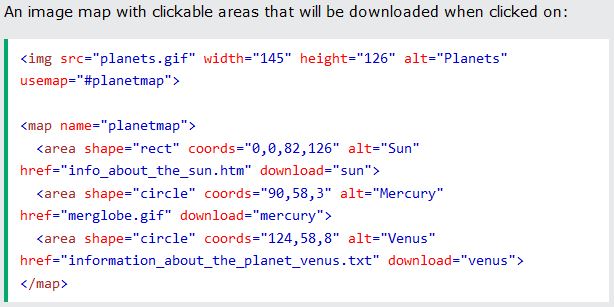 An image map with clickable areas that will be downloaded when clicked on:
<img src="planets.gif" width="145" height="126" alt="Planets"
usemap="#planetmap">
<map name="planetmap">
<area shape="rect" coords="0,0,82,126" alt="Sun"
href="info_about_the_sun.htm" download="sun">
<area shape="circle" coords="90,58,3" alt="Mercury"
href="merglobe.gif" download="mercury">
<area shape="circle" coords="124,58,8" alt="Venus"
href="information_about_the_planet_venus.txt" download="venus">
</map>